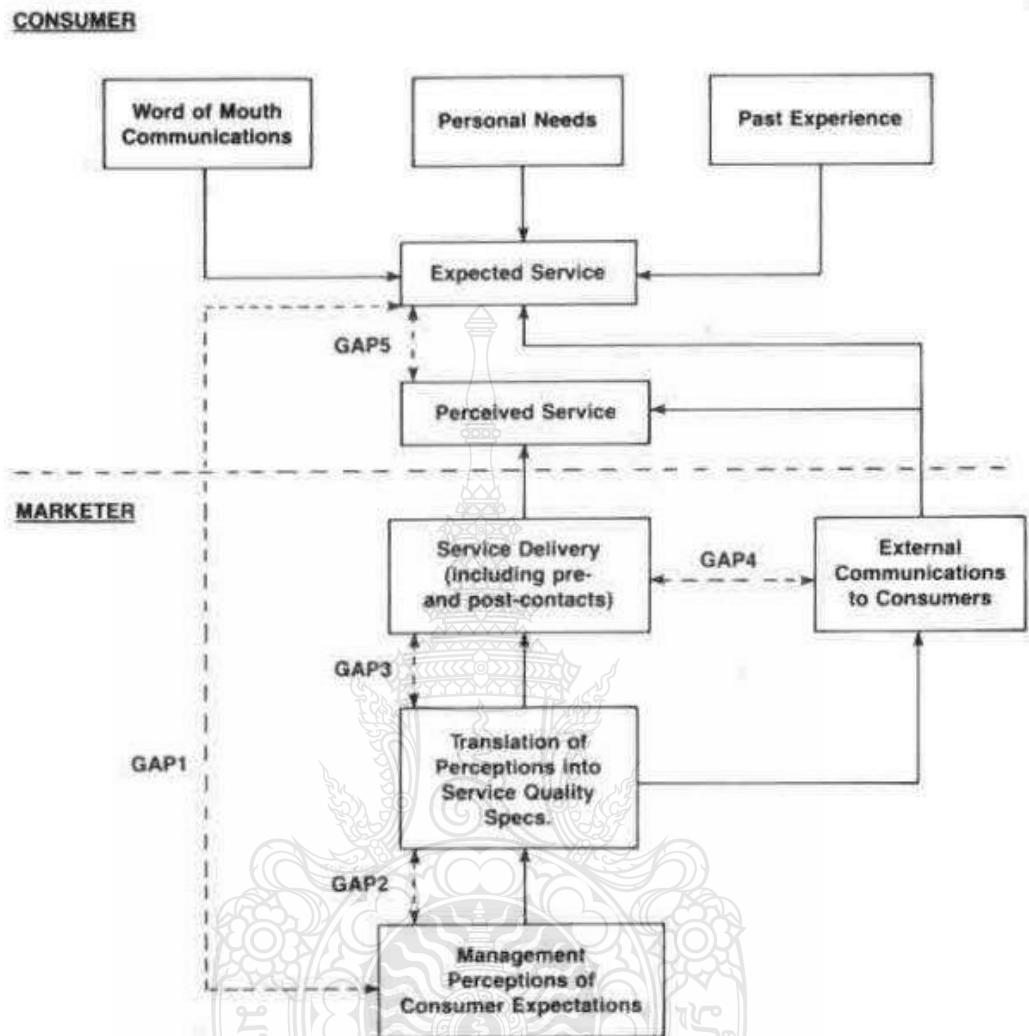 CONSUMER
Word of Mouth
Communications
Personal Needs
Past Experience
Expected Service
GAP5
Perceived Service
MARKETER
Service Delivery
(including pre-
and post-contacts)
GAP4
External
Communications
to Consumers
GAP3
GAP1
Translation of
Perceptions into
Service Quality
Specs.
GAP2
Management
Perceptions of
Consumer Expectations